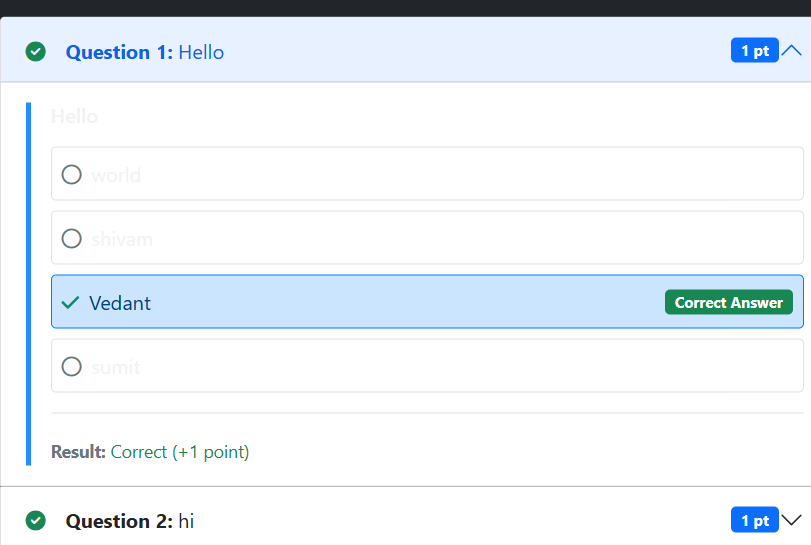 Question 1: Hello 1 pt
Hello
world
shivam
Vedant Correct Answer
sumit
Result: Correct (+1 point)
Question 2: hi 1 pt